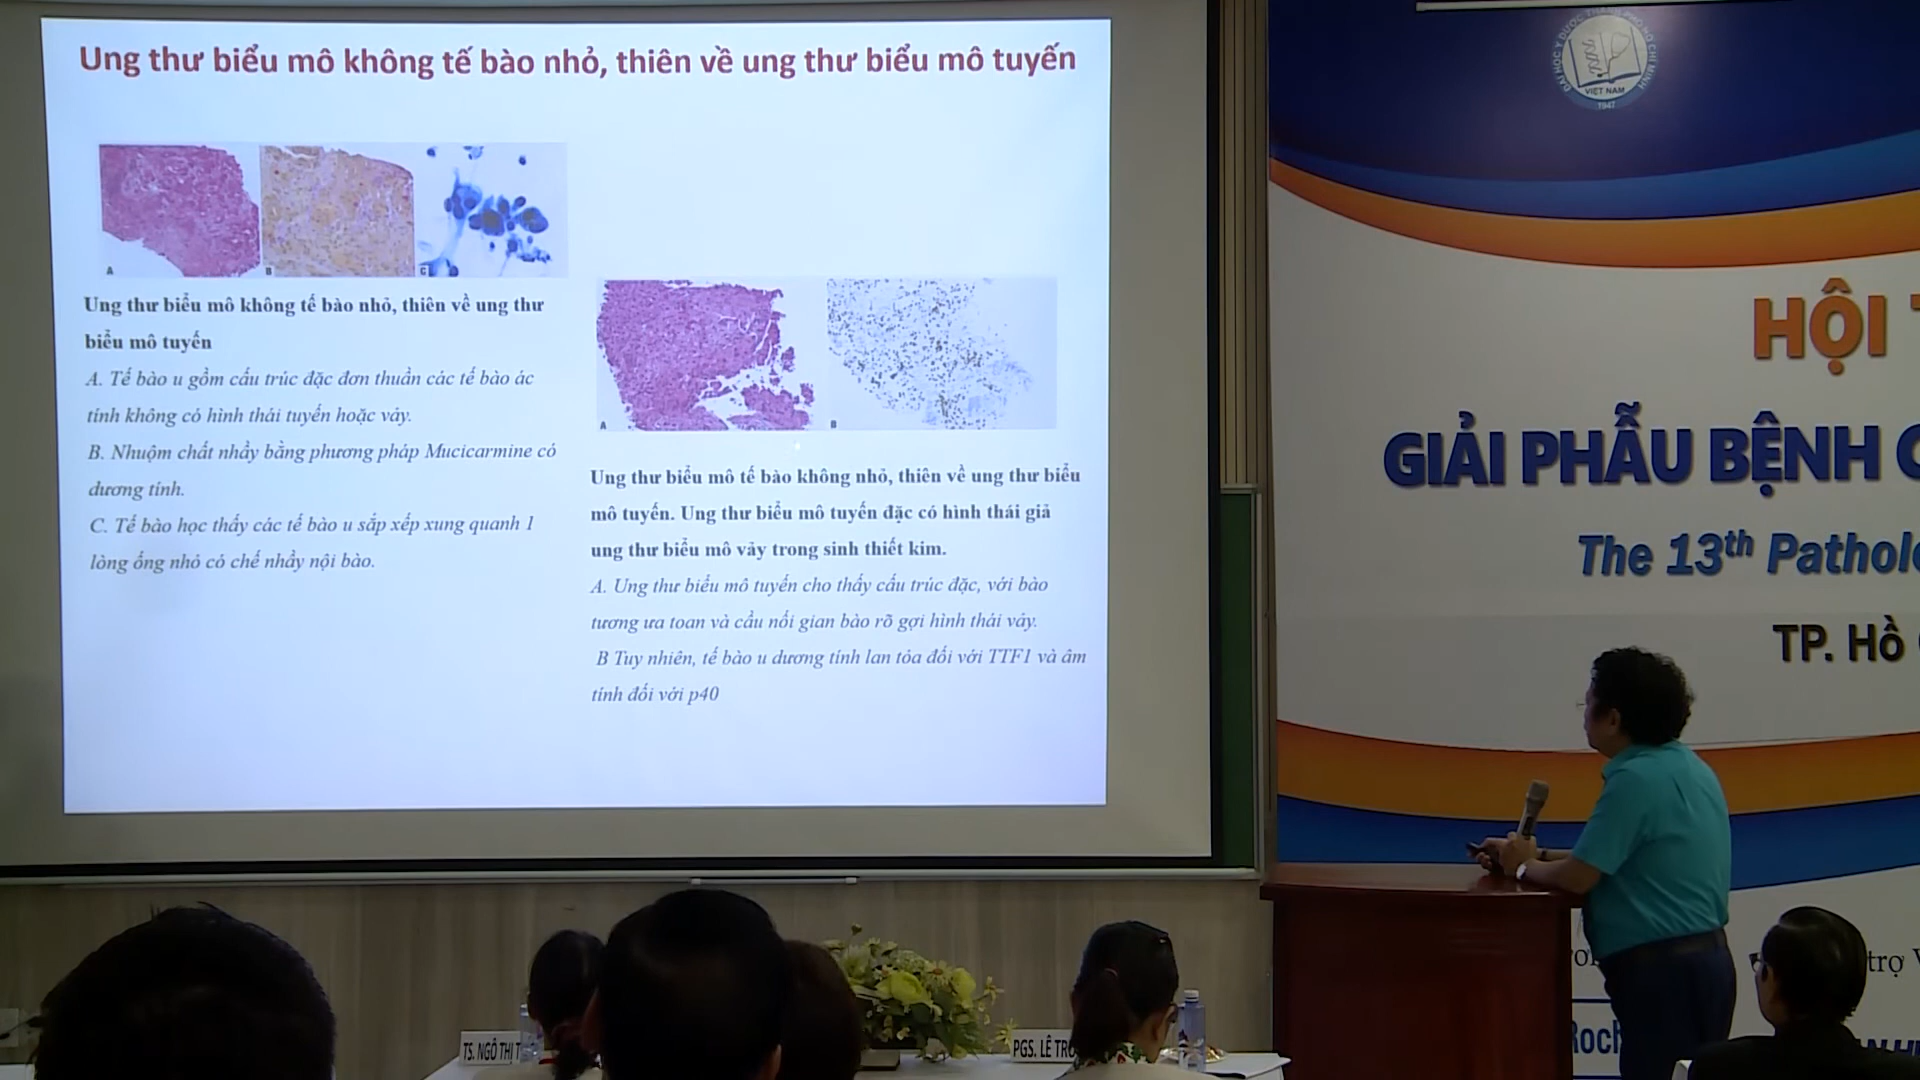 Ung thư biểu mô không tế bào nhỏ, thiên về ung thư biểu mô tuyến
A
B
C
Ung thư biểu mô không tế bào nhỏ, thiên về ung thư
biểu mô tuyến
A. Tế bào u gồm cấu trúc đặc đơn thuần các tế bào ác
tính không có hình thái tuyến hoặc vảy.
B. Nhuộm chất nhầy bằng phương pháp Mucicarmine có
dương tính.
C. Tế bào học thấy các tế bào u sắp xếp xung quanh 1
lòng ống nhỏ có chế nhầy nội bào.
A
B
Ung thư biểu mô tế bào không nhỏ, thiên về ung thư biểu
mô tuyến. Ung thư biểu mô tuyến đặc có hình thái giả
ung thư biểu mô vảy trong sinh thiết kim.
A. Ung thư biểu mô tuyến cho thấy cấu trúc đặc, với bào
tương ưa toan và cầu nối gian bào rõ gợi hình thái vảy.
B Tuy nhiên, tế bào u dương tính lan tỏa đối với TTF1 và âm
tính đối với p40
ĐẠI HỌC Y DƯỢC THÀNH PHỐ HỒ CHÍ MINH
VIỆT NAM
1947
HỘI
GIẢI PHẪU BỆNH
The 13th
TP. Hồ
trợ
TS. NGÔ THỊ
PGS. LÊ